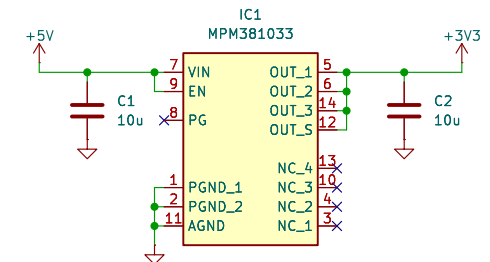 IC1
MPM381033
+5V
+3V3
7 VIN OUT_1 5
9 EN OUT_2 6
OUT_3 14
8 PG OUT_S 12
C1
10u
C2
10u
NC_4 13
1 PGND_1 NC_3 10
2 PGND_2 NC_2 4
11 AGND NC_1 3